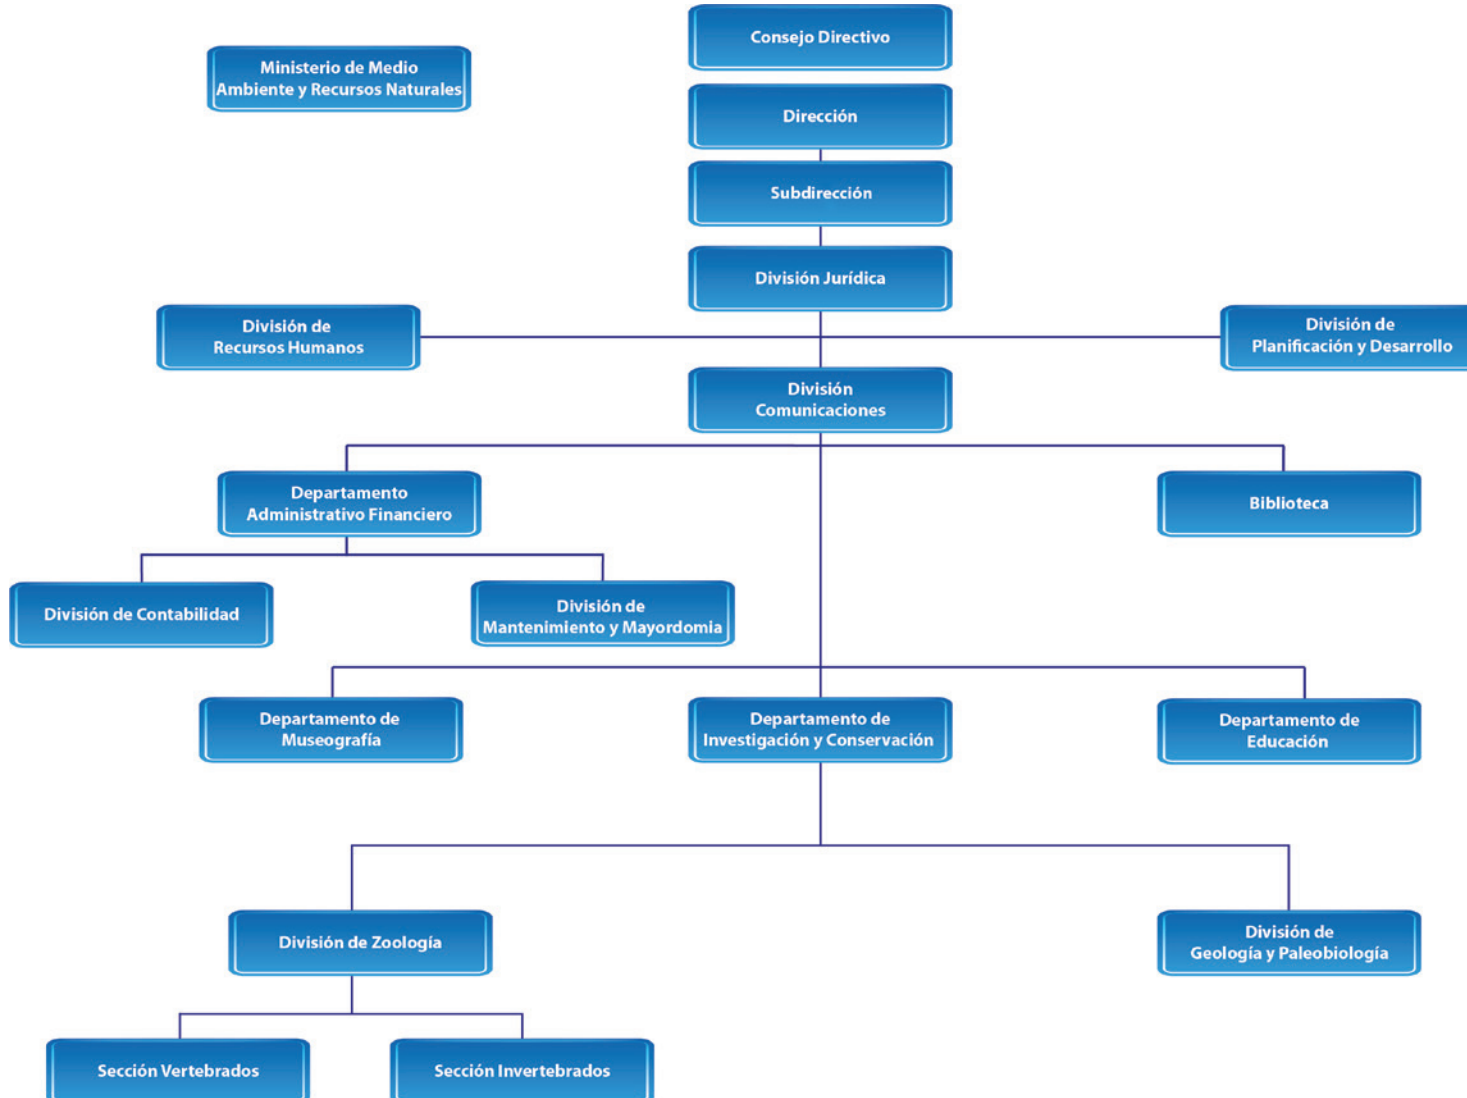 Consejo Directivo
Ministerio de Medio
Ambiente y Recursos Naturales
Dirección
Subdirección
División Jurídica
División de
Recursos Humanos
División de
Planificación y Desarrollo
División
Comunicaciones
Departamento
Administrativo Financiero
Biblioteca
División de Contabilidad
División de
Mantenimiento y Mayordomia
Departamento de
Museografía
Departamento de
Investigación y Conservación
Departamento de
Educación
División de Zoología
División de
Geología y Paleobiología
Sección Vertebrados
Sección Invertebrados